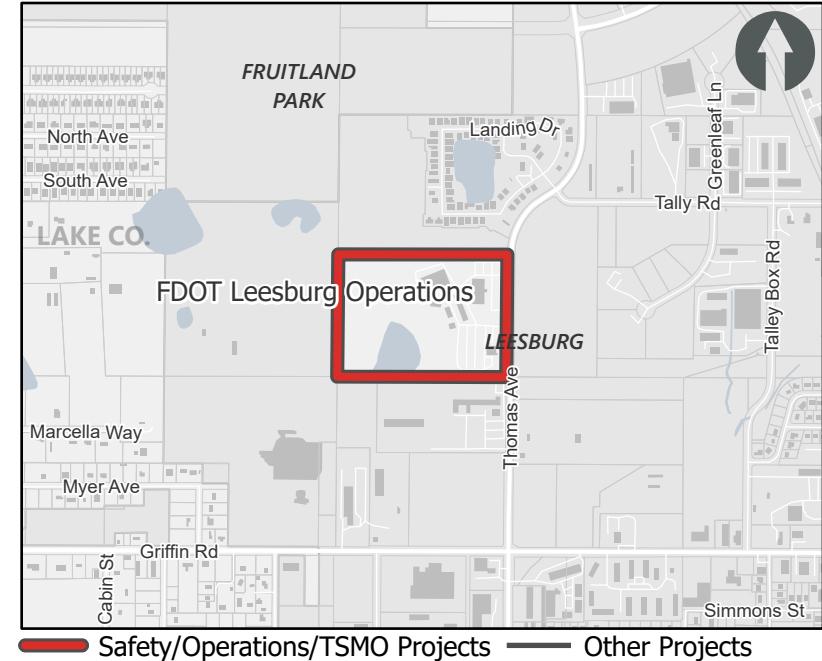 FRUITLAND
PARK
Landing Dr
Greenleaf Ln
North Ave
South Ave
Tally Rd
LAKE CO.
Talley Box Rd
FDOT Leesburg Operations
LEESBURG
Thomas Ave
Marcella Way
Myer Ave
Griffin Rd
Cabin St
Simmons St
Safety/Operations/TSMO Projects
Other Projects